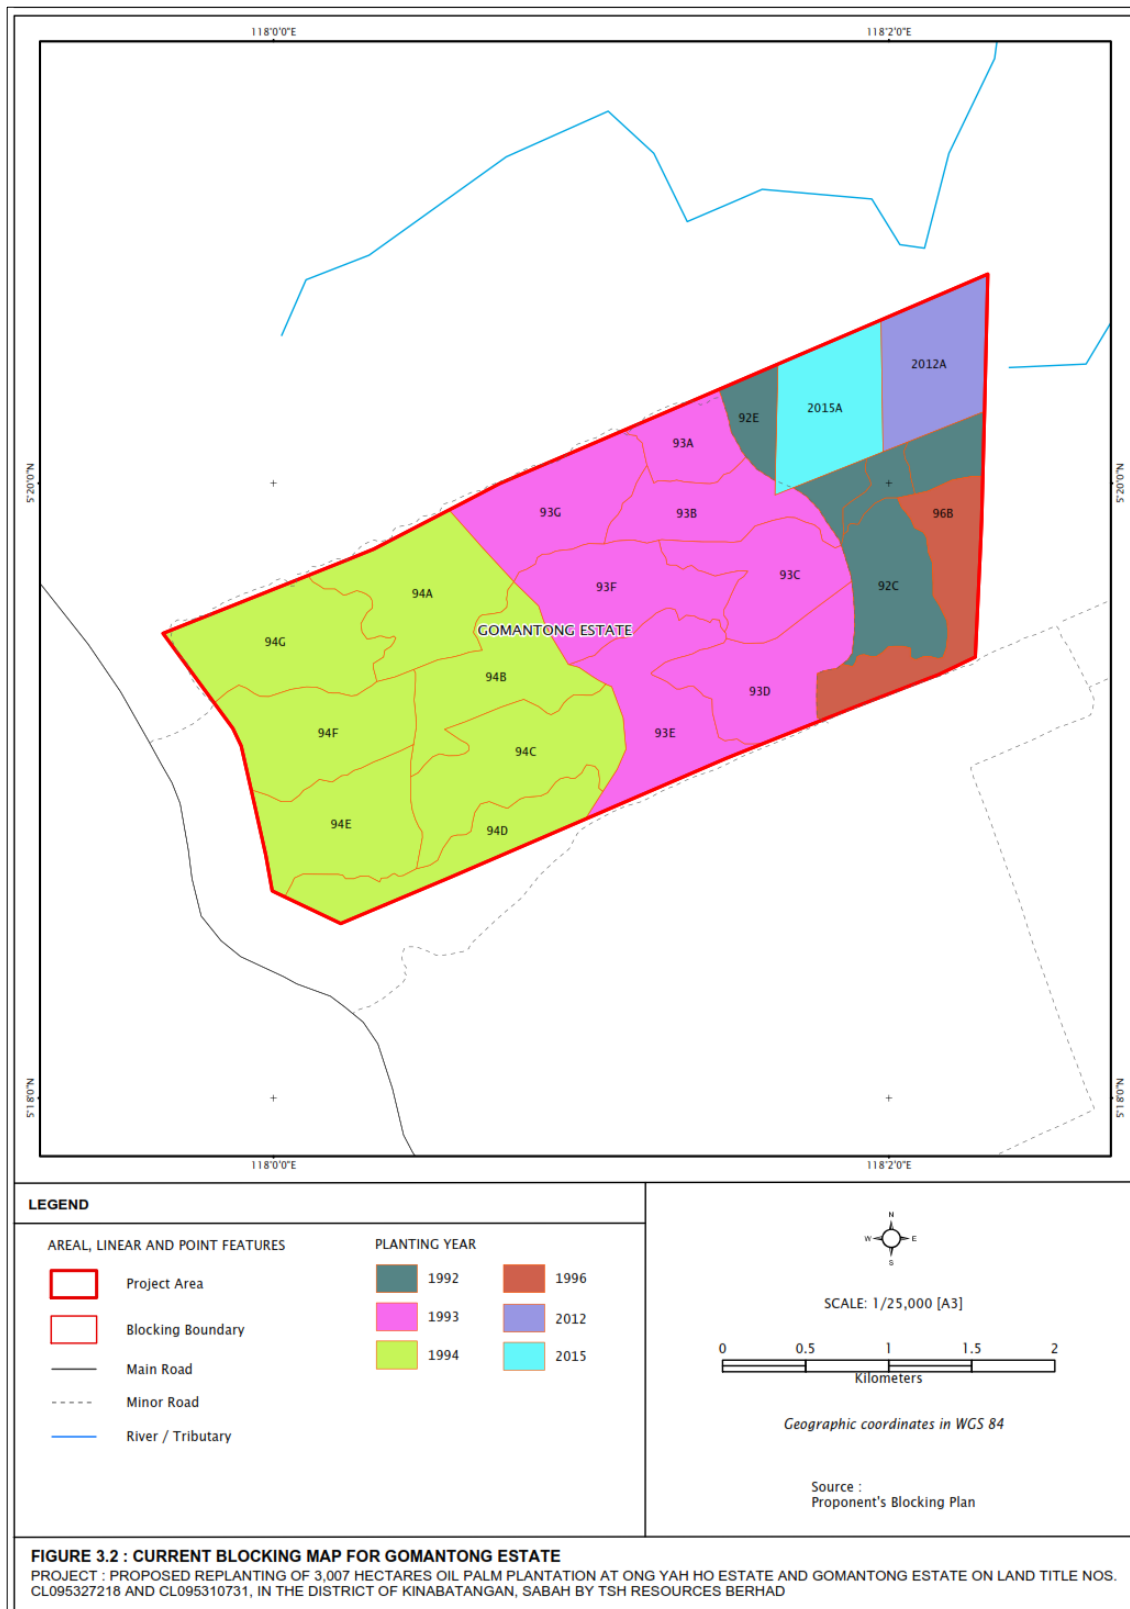 118°0'0"E 118°2'0"E
2012A
2015A
92E
93A
5°20'0"N 5°20'0"N
93G 93B 96B
93F 93C 92C
94A
GOMANTONG ESTATE
94G
94B
93D
94F 93E
94C
94E 94D
5°18'0"N 5°18'0"N
118°0'0"E 118°2'0"E
LEGEND
AREAL, LINEAR AND POINT FEATURES
Project Area
Blocking Boundary
Main Road
Minor Road
River / Tributary
PLANTING YEAR
1992 1996
1993 2012
1994 2015
N
W E
S
SCALE: 1/25,000 [A3]
0 0.5 1 1.5 2
Kilometers
Geographic coordinates in WGS 84
Source :
Proponent's Blocking Plan
FIGURE 3.2 : CURRENT BLOCKING MAP FOR GOMANTONG ESTATE
PROJECT : PROPOSED REPLANTING OF 3,007 HECTARES OIL PALM PLANTATION AT ONG YAH HO ESTATE AND GOMANTONG ESTATE ON LAND TITLE NOS.
CL095327218 AND CL095310731, IN THE DISTRICT OF KINABATANGAN, SABAH BY TSH RESOURCES BERHAD